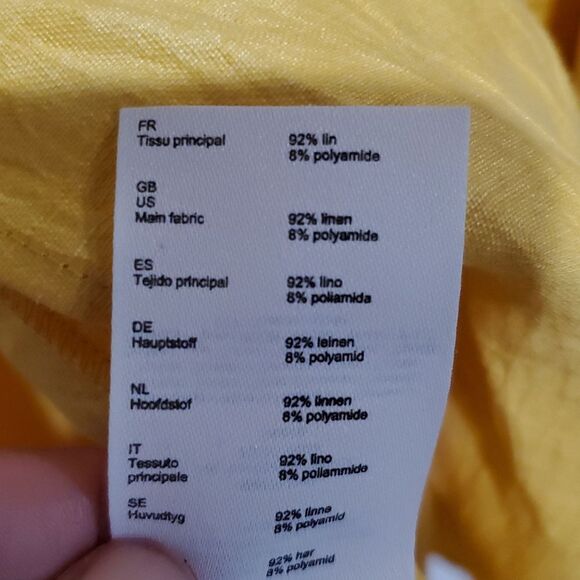 FR
Tissu principal 92% lin
8% polyamide
GB
US
Main fabric 92% linen
8% polyamide
ES
Tejido principal 92% lino
8% poliamida
DE
Hauptstoff 92% leinen
8% polyamid
NL
Hoofdstof 92% linnen
8% polyamide
IT
Tessuto 92% lino
principale 8% poliammide
SE
Huvudtyg 92% linne
8% polyamid
92% hør
8% polyamid